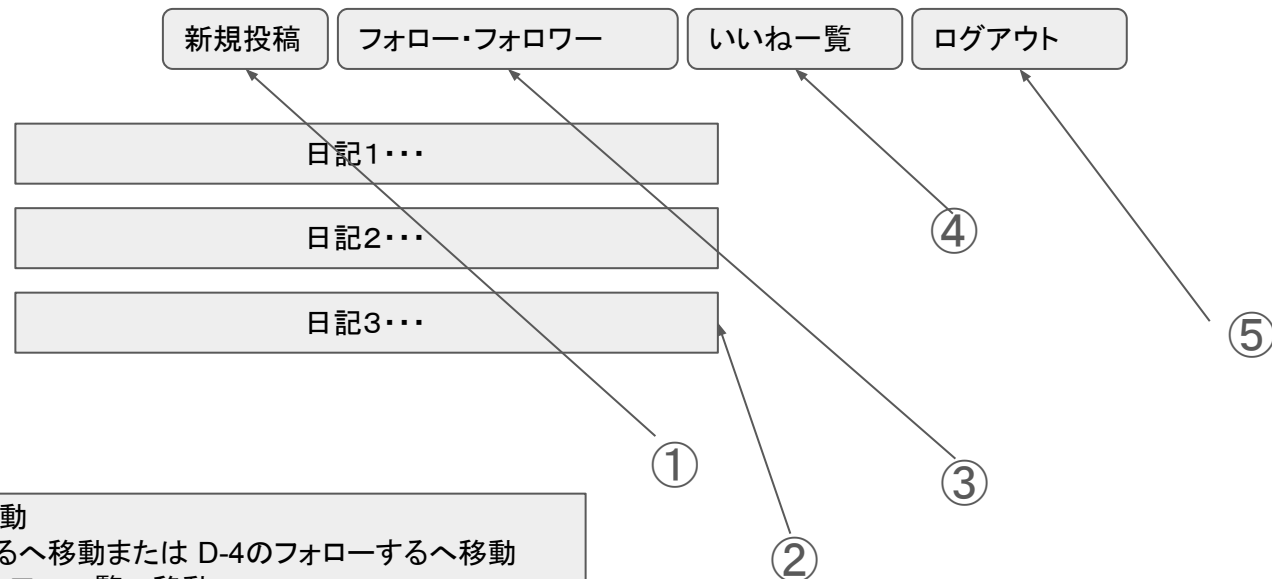 新規投稿
フォロー・フォロワー
いいね一覧
ログアウト
日記1・・・
日記2・・・
日記3・・・
④
⑤
①
③
②
動
るへ移動または D-4のフォローするへ移動